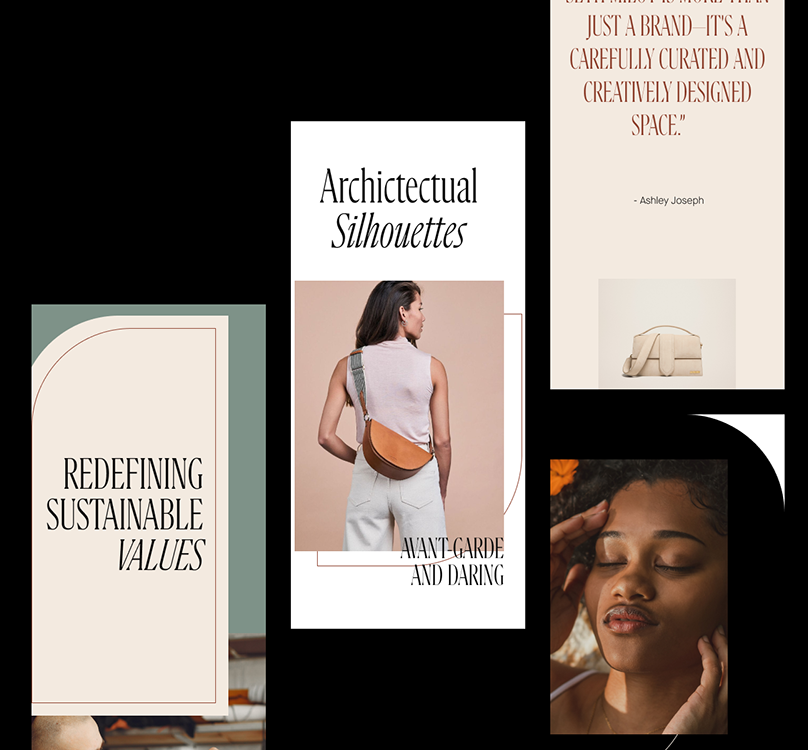 JUST A BRAND—IT'S A
CAREFULLY CURATED AND
CREATIVELY DESIGNED
SPACE."
- Ashley Joseph
Archictectual
Silhouettes
AVANT-GARDE
AND DARING
REDEFINING
SUSTAINABLE
VALUES